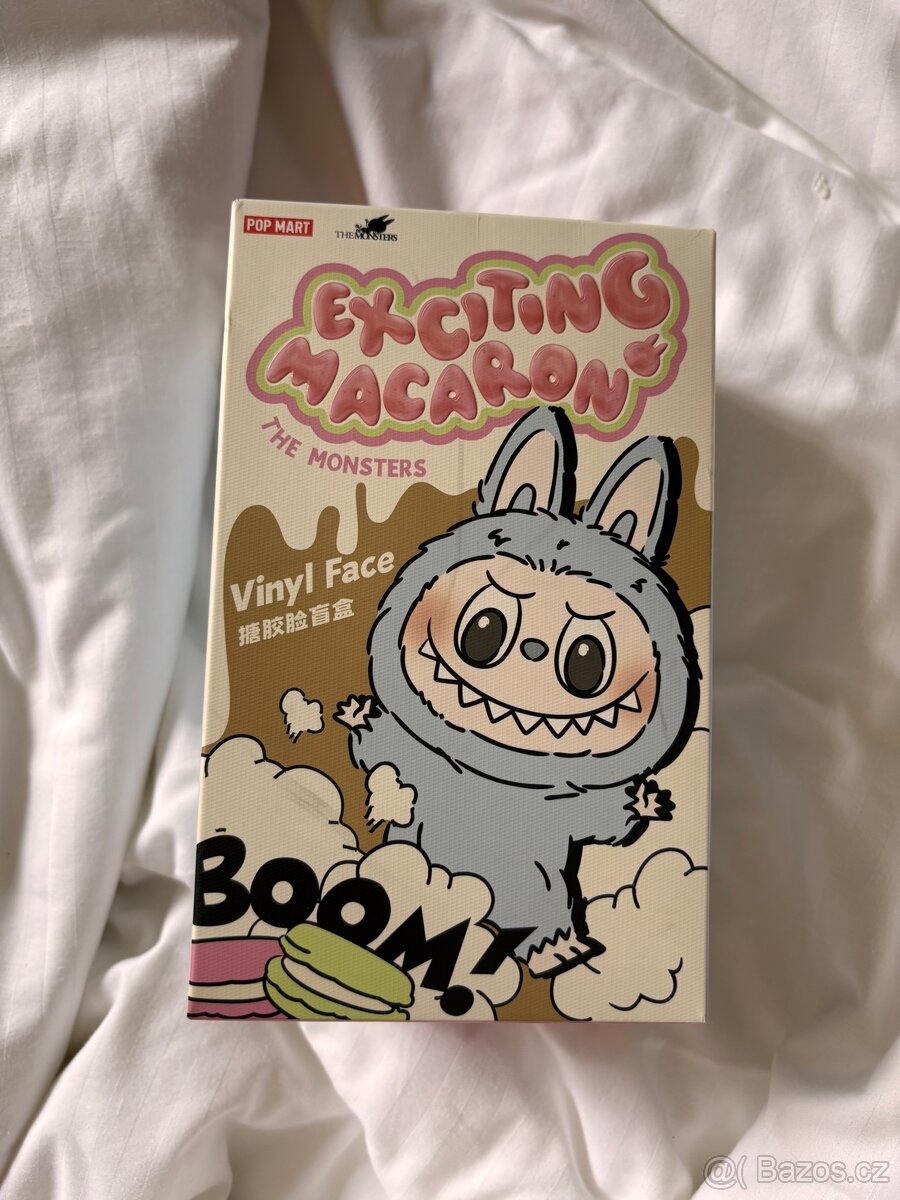 POP MART
THE MONSTERS
EXCITING
MACARON
THE MONSTERS
Vinyl Face
搪胶脸盲盒
BOOM!
@( Bazos.cz